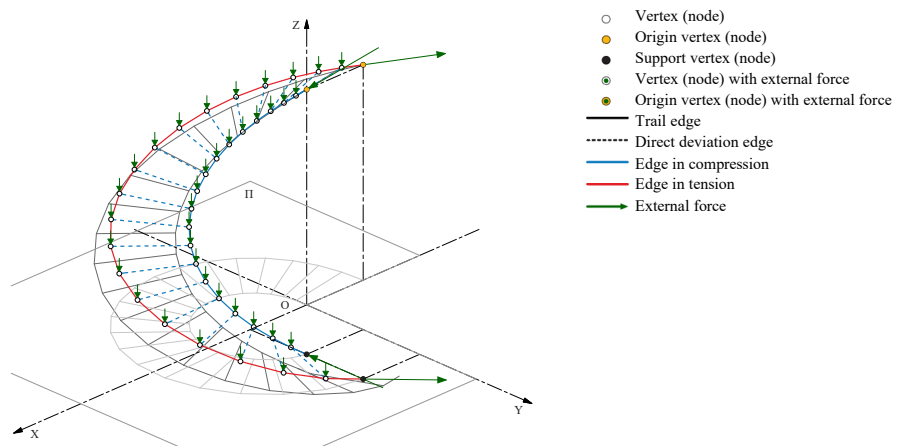 Z
Π
O
X
Y
Vertex (node)
Origin vertex (node)
Support vertex (node)
Vertex (node) with external force
Origin vertex (node) with external force
Trail edge
Direct deviation edge
Edge in compression
Edge in tension
External force